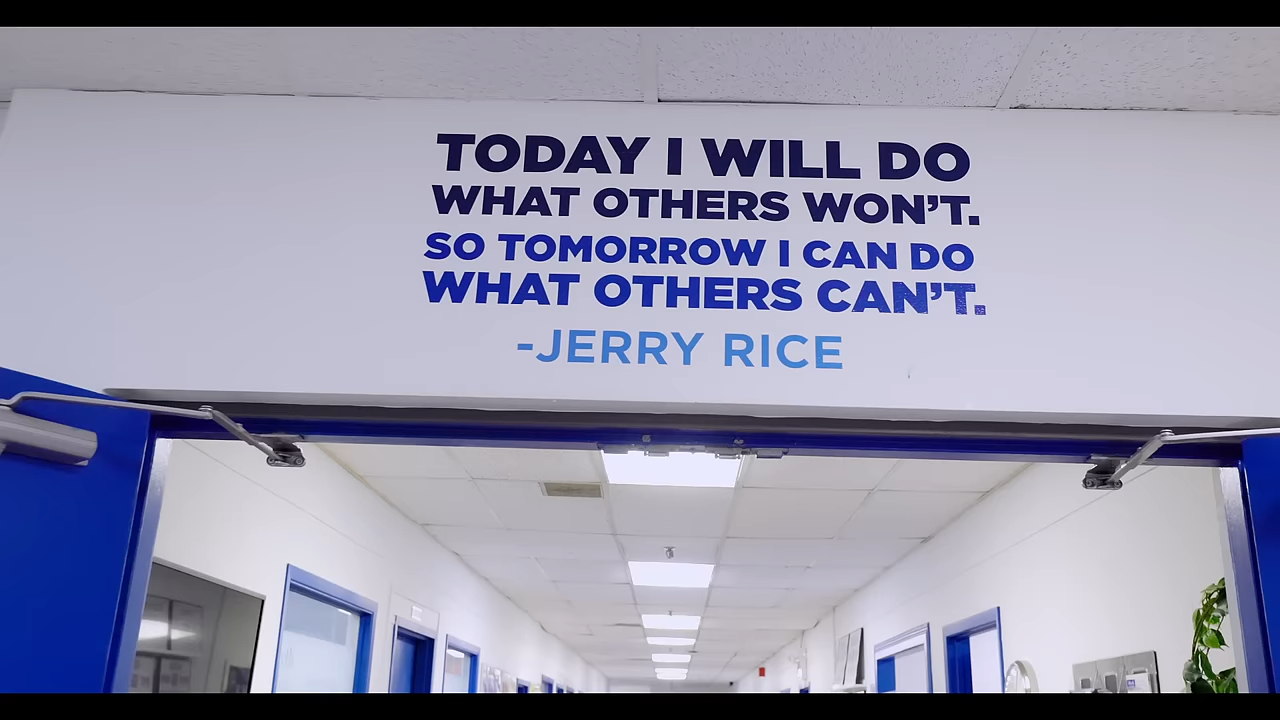 TODAY I WILL DO
WHAT OTHERS WON'T.
SO TOMORROW I CAN DO
WHAT OTHERS CAN'T.
-JERRY RICE